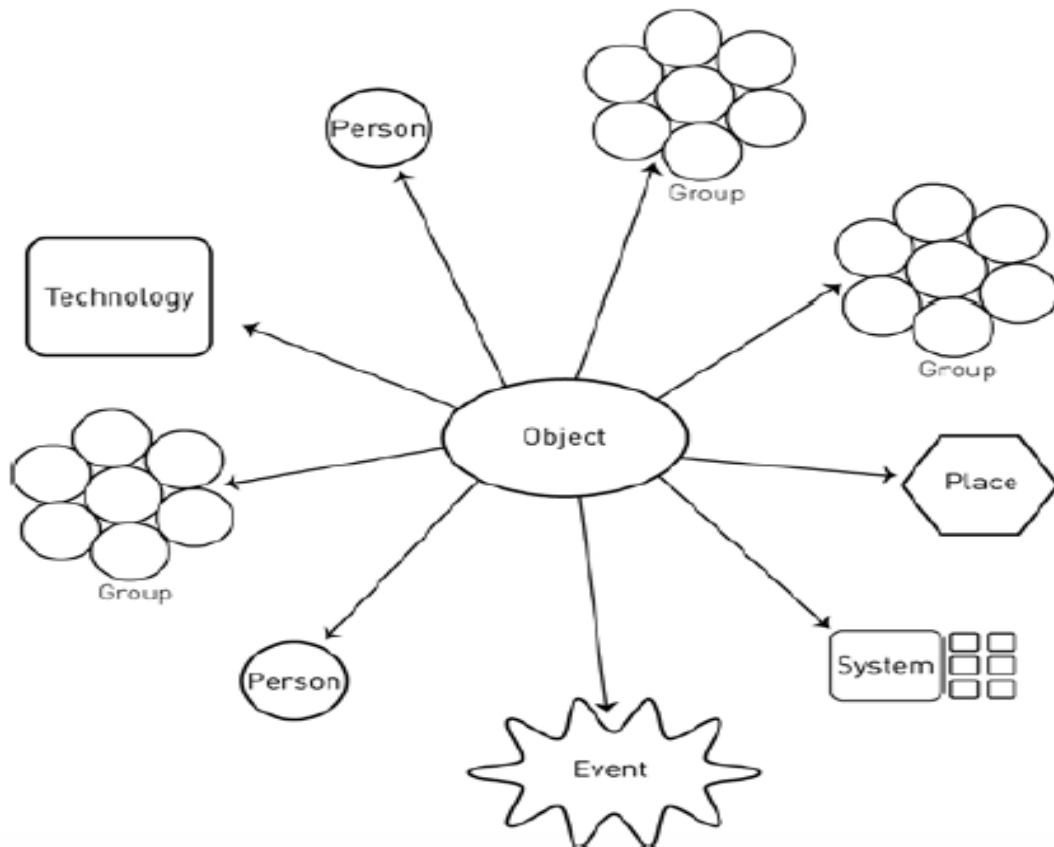 Person
Group
Technology
Group
Object
Place
Group
System
Person
Event